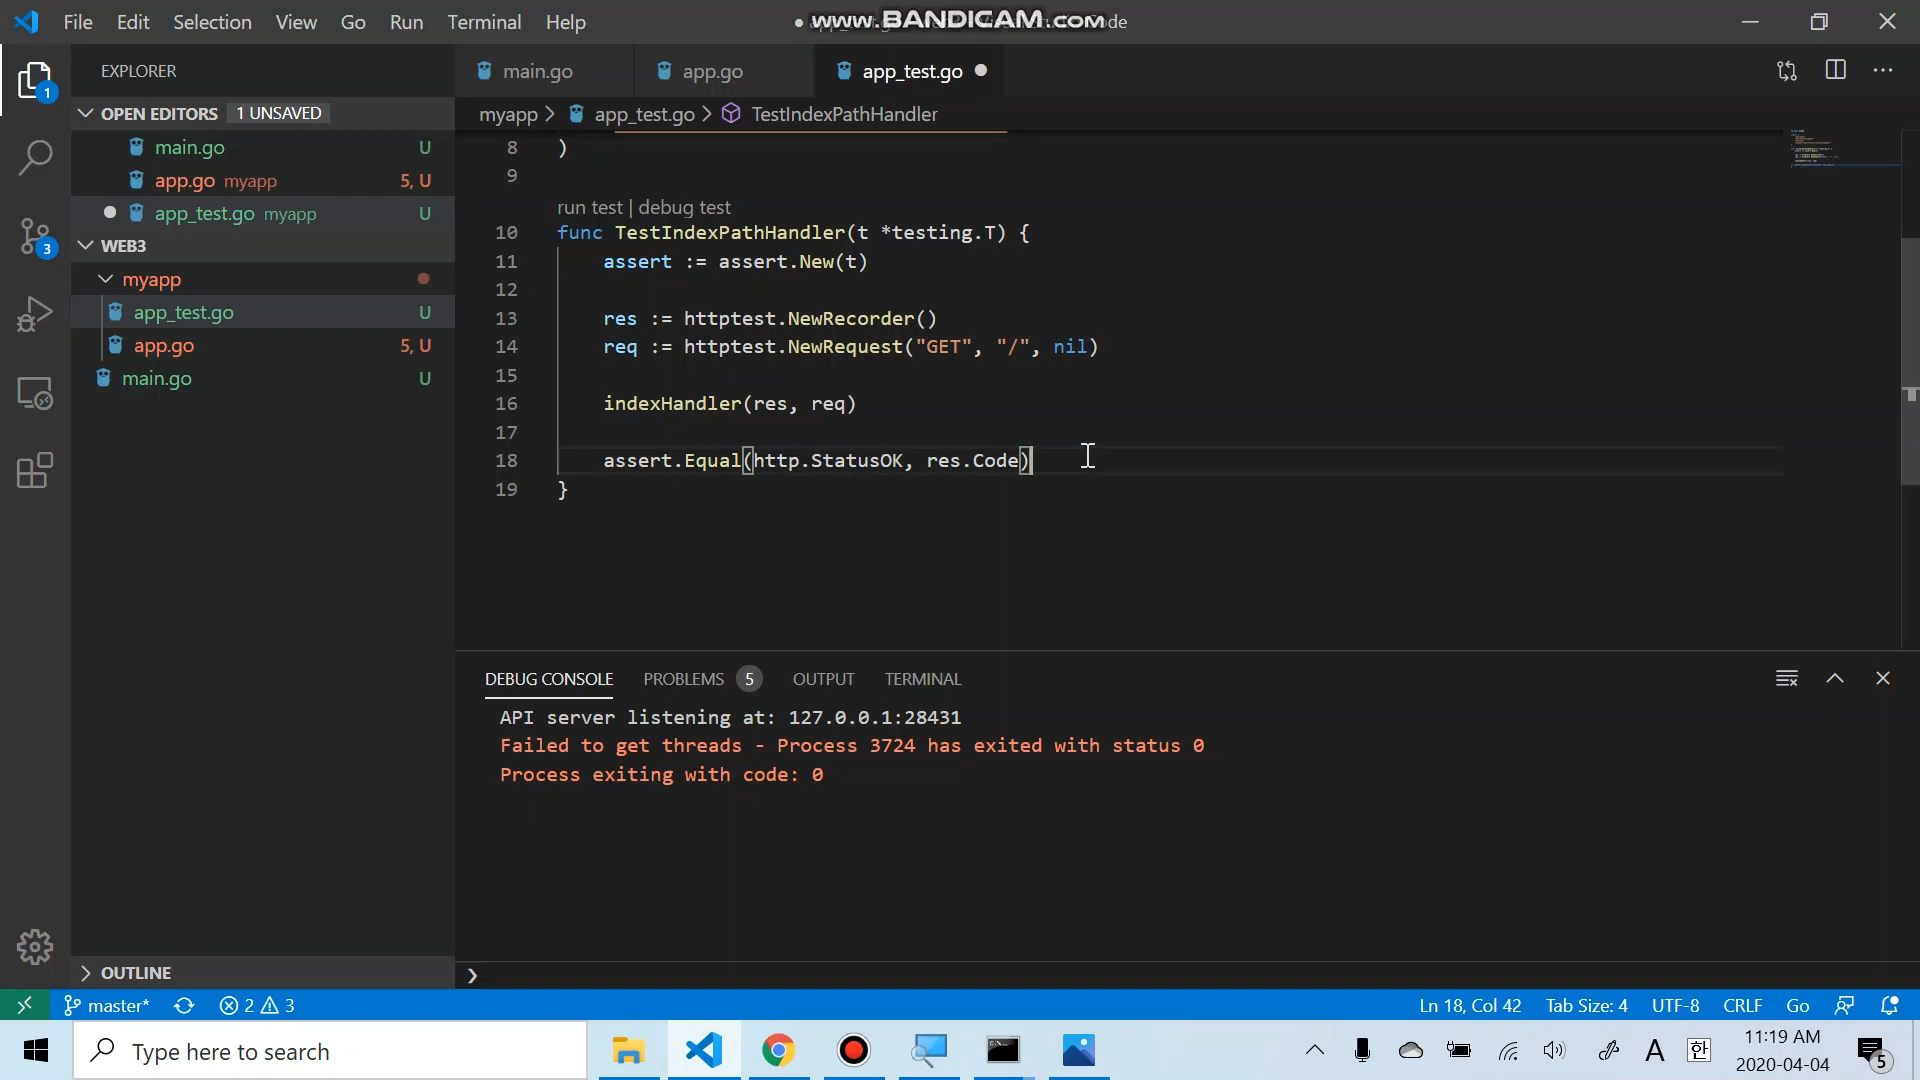 File Edit Selection View Go Run Terminal Help
www.BANDICAM.com
EXPLORER
OPEN EDITORS 1 UNSAVED
main.go U
app.go myapp 5, U
app_test.go myapp U
WEB3
myapp
app_test.go U
app.go 5, U
main.go U
OUTLINE
main.go app.go app_test.go
myapp > app_test.go > TestIndexPathHandler
8 )
9
run test | debug test
10 func TestIndexPathHandler(t *testing.T) {
11 assert := assert.New(t)
12
13 res := httptest.NewRecorder()
14 req := httptest.NewRequest("GET", "/", nil)
15
16 indexHandler(res, req)
17
18 assert.Equal(http.StatusOK, res.Code)
19 }
DEBUG CONSOLE PROBLEMS 5 OUTPUT TERMINAL
API server listening at: 127.0.0.1:28431
Failed to get threads - Process 3724 has exited with status 0
Process exiting with code: 0
1
3
master* 2 3 Ln 18, Col 42 Tab Size: 4 UTF-8 CRLF Go
Type here to search
A 한 11:19 AM
2020-04-04 5